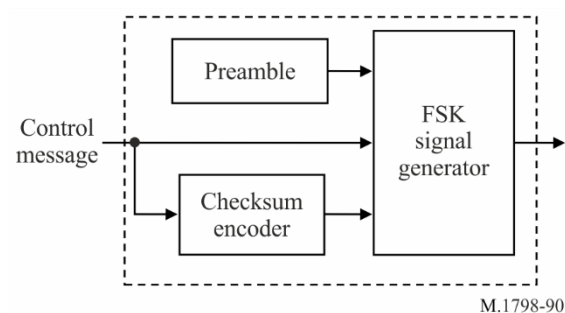 Preamble
Control
message
FSK
signal
generator
Checksum
encoder
M.1798-90